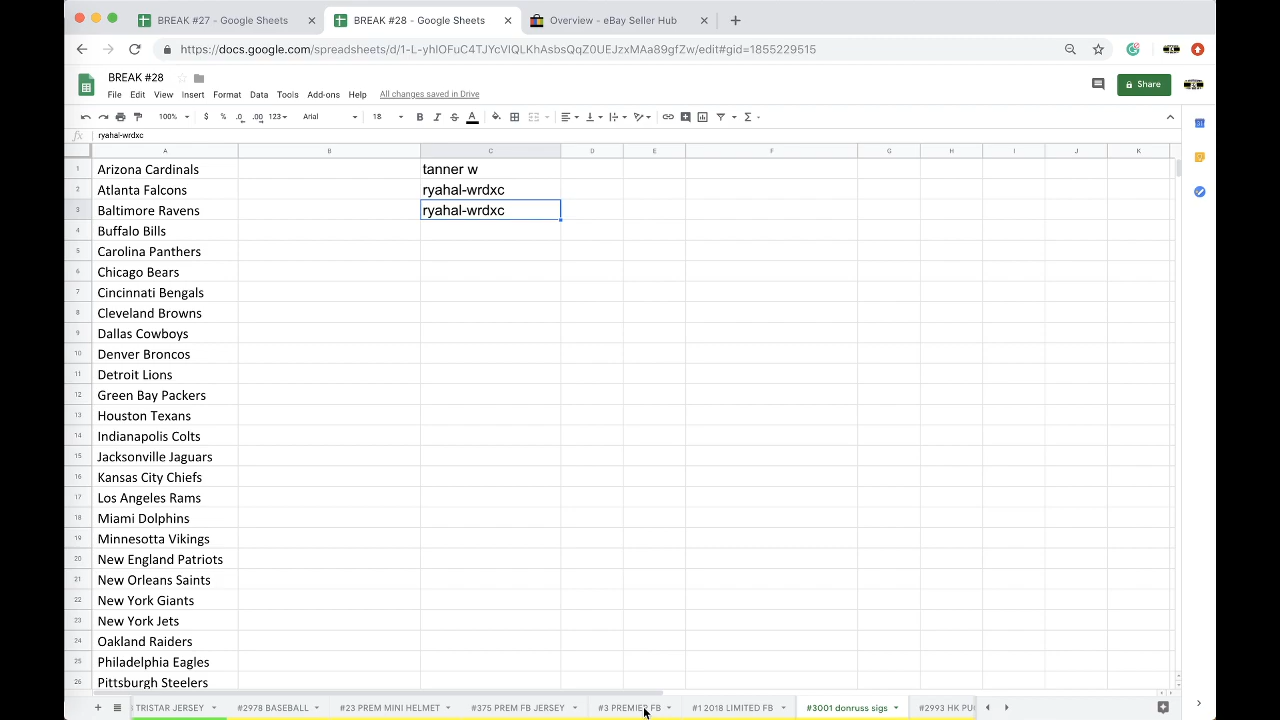 BREAK #27 - Google Sheets
BREAK #28 - Google Sheets
Overview - eBay Seller Hub
https://docs.google.com/spreadsheets/d/1-L-yhIOFuC4TJYcVIQLKhAsbsQqZ0UEJzxMAa89gfZw/edit#gid=1855229515
BREAK #28
File Edit View Insert Format Data Tools Add-ons Help
Share
100% $ % .0 .00 123 Arial 18
fx ryahal-wrdxc
A B C D E F G H I J K
1 Arizona Cardinals tanner w
2 Atlanta Falcons ryahal-wrdxc
3 Baltimore Ravens ryahal-wrdxc
4 Buffalo Bills
5 Carolina Panthers
6 Chicago Bears
7 Cincinnati Bengals
8 Cleveland Browns
9 Dallas Cowboys
10 Denver Broncos
11 Detroit Lions
12 Green Bay Packers
13 Houston Texans
14 Indianapolis Colts
15 Jacksonville Jaguars
16 Kansas City Chiefs
17 Los Angeles Rams
18 Miami Dolphins
19 Minnesota Vikings
20 New England Patriots
21 New Orleans Saints
22 New York Giants
23 New York Jets
24 Oakland Raiders
25 Philadelphia Eagles
26 Pittsburgh Steelers
TRISTAR JERSEY #2978 BASEBALL #23 PREM MINI HELMET #75 PREM FB JERSEY #3 PREMIER FB #1 2018 LIMITED FB #3001 donruss sigs #2993 HK PU